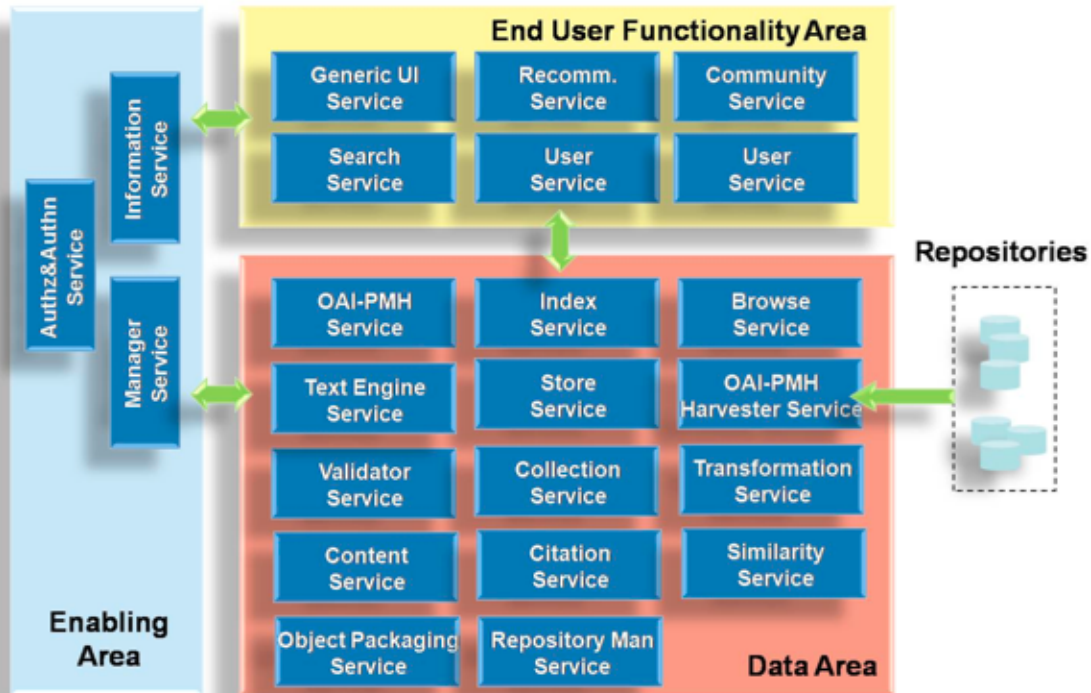 End User Functionality Area
Generic UI
Service
Recomm.
Service
Community
Service
Search
Service
User
Service
User
Service
Information
Service
Authz&Authn
Service
Manager
Service
Enabling
Area
OAI-PMH
Service
Index
Service
Browse
Service
Text Engine
Service
Store
Service
OAI-PMH
Harvester Service
Validator
Service
Collection
Service
Transformation
Service
Content
Service
Citation
Service
Similarity
Service
Object Packaging
Service
Repository Man
Service
Data Area
Repositories